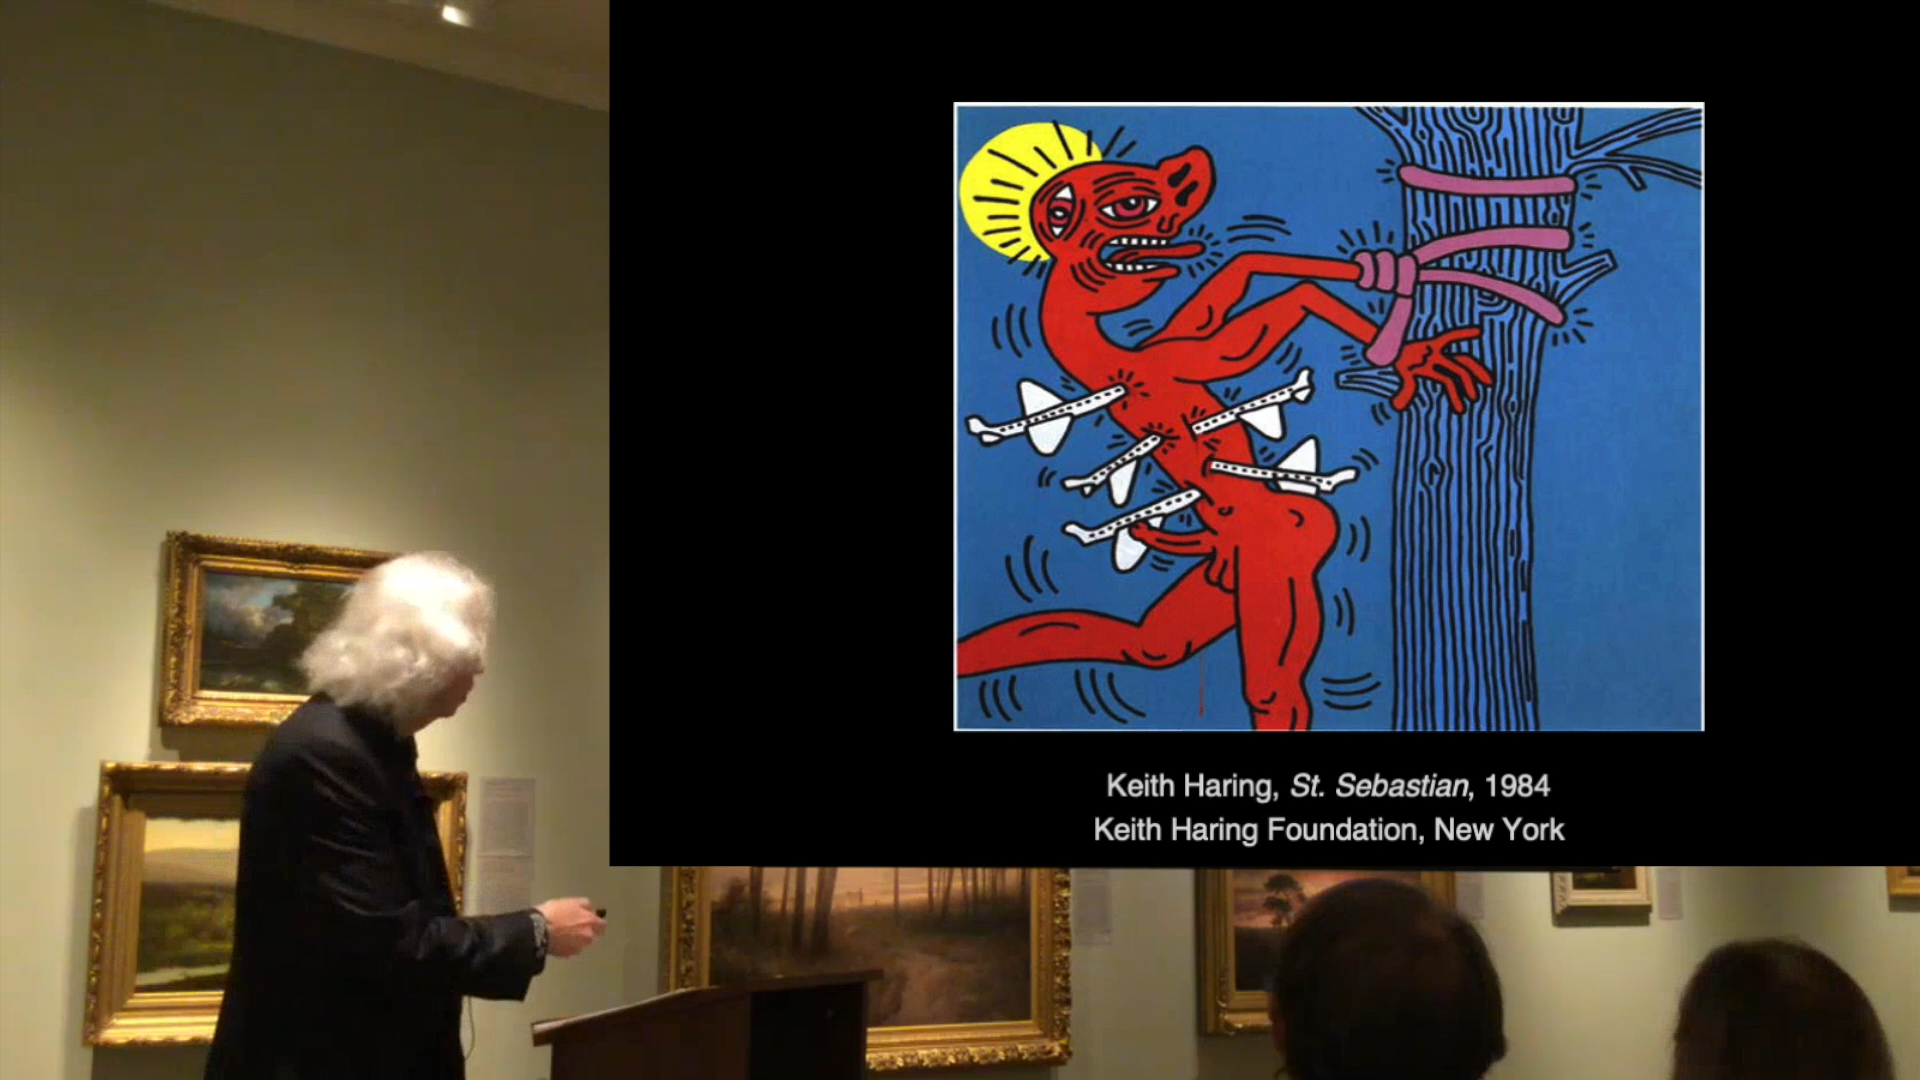 Keith Haring, St. Sebastian, 1984
Keith Haring Foundation, New York